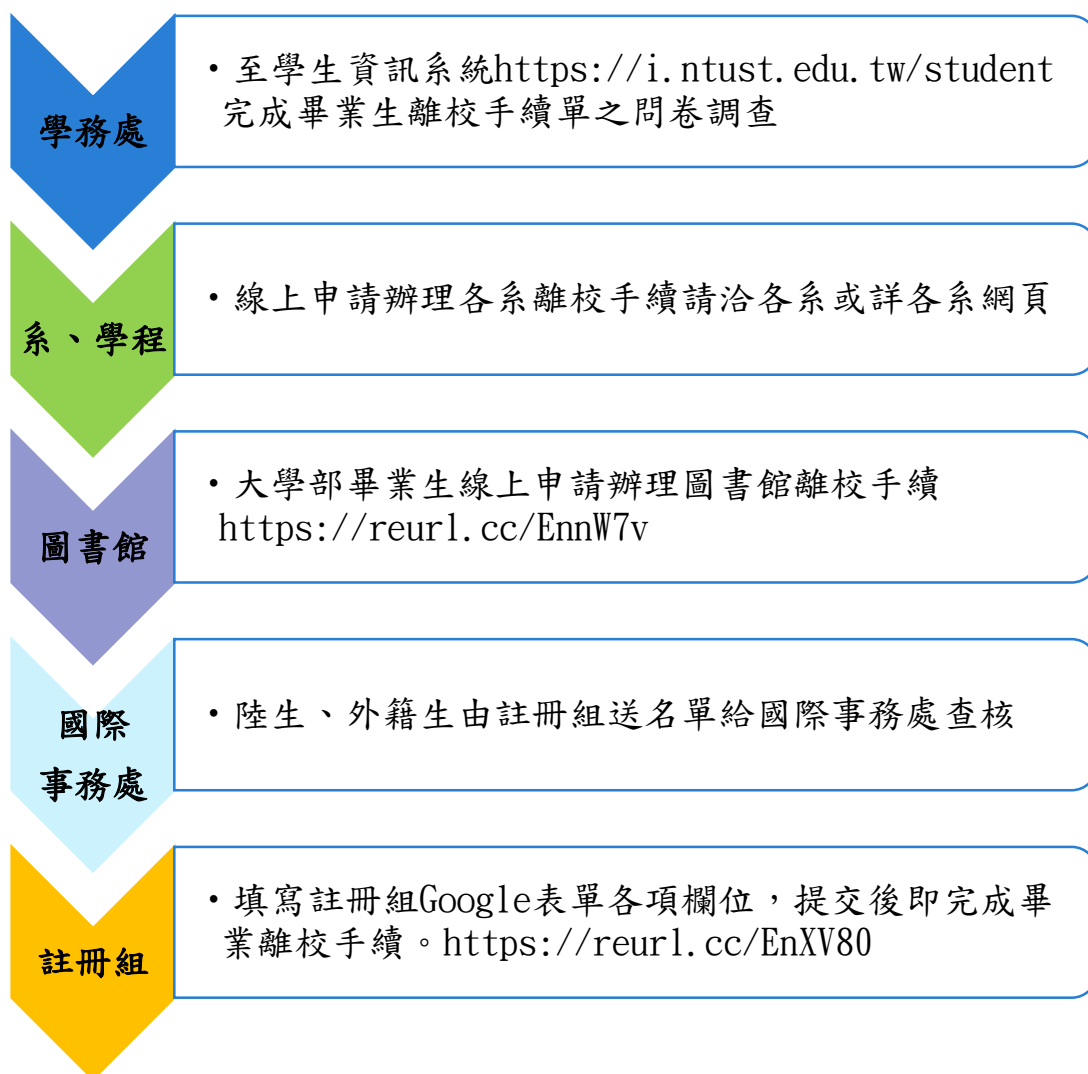 學務處
・至學生資訊系統https://i.ntust.edu.tw/student
完成畢業生離校手續單之問卷調查
系、學程
・線上申請辦理各系離校手續請洽各系或詳各系網頁
圖書館
・大學部畢業生線上申請辦理圖書館離校手續
https://reurl.cc/EnnW7v
國際
事務處
・陸生、外籍生由註冊組送名單給國際事務處查核
註冊組
・填寫註冊組Google表單各項欄位，提交後即完成畢
業離校手續。https://reurl.cc/EnXV80